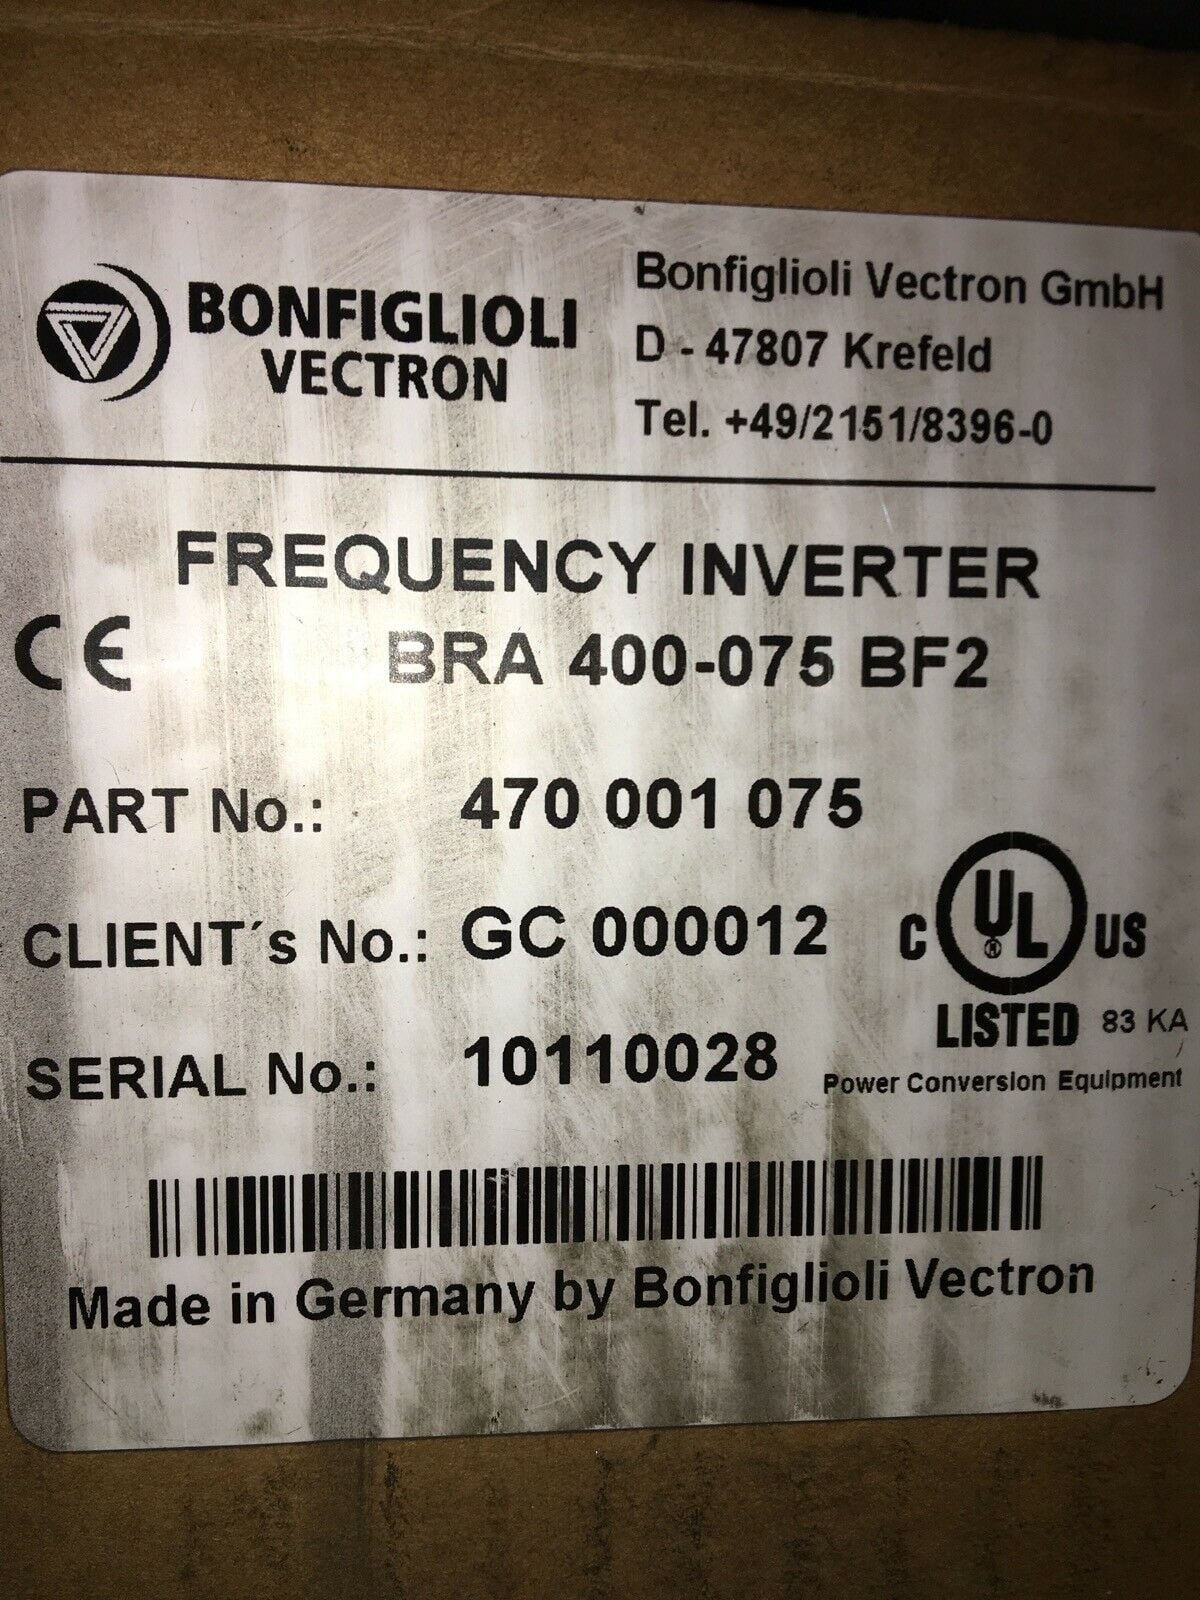 BONFIGLIOLI
VECTRON
Bonfiglioli Vectron GmbH
D - 47807 Krefeld
Tel. +49/2151/8396-0
FREQUENCY INVERTER
CE BRA 400-075 BF2
PART No.: 470 001 075
CLIENT´s No.: GC 000012
SERIAL No.: 10110028
C UL® US
LISTED 83 KA
Power Conversion Equipment
Made in Germany by Bonfiglioli Vectron